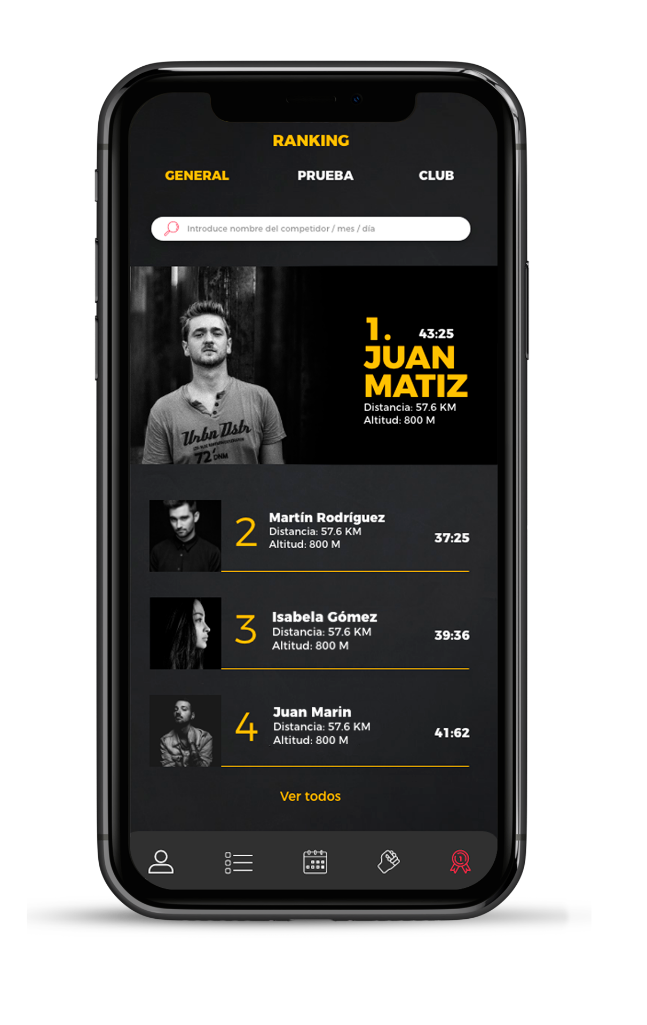 RANKING
GENERAL PRUEBA CLUB
Introduce nombre del competidor / mes / día
1. 43:25
JUAN
MATIZ
Distancia: 57.6 KM
Altitud: 800 M
Urbn Dstr
72' DNM
2 Martín Rodríguez
Distancia: 57.6 KM
Altitud: 800 M
37:25
3 Isabela Gómez
Distancia: 57.6 KM
Altitud: 800 M
39:36
4 Juan Marin
Distancia: 57.6 KM
Altitud: 800 M
41:62
Ver todos
1